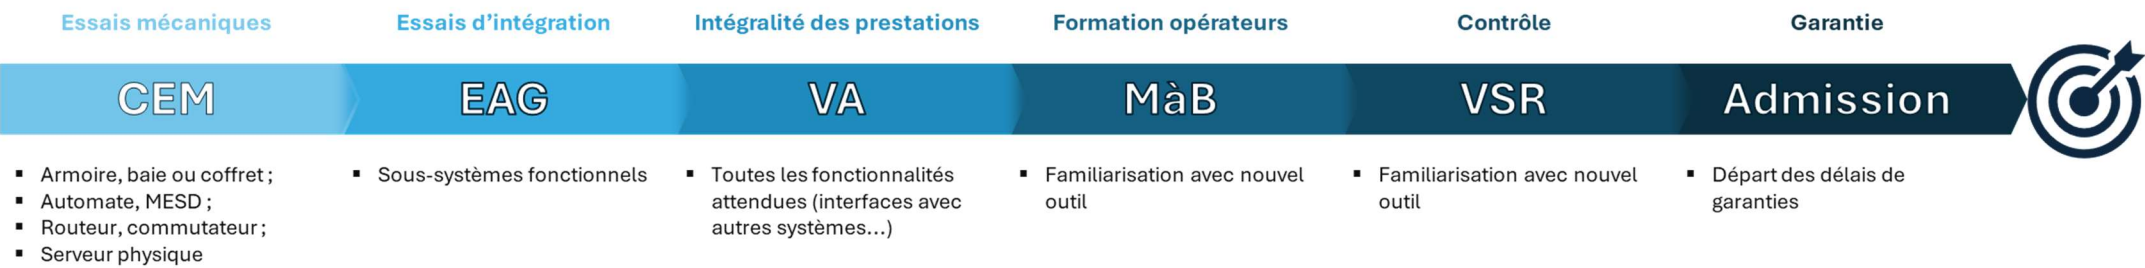 Essais mécaniques
Essais d'intégration
Intégralité des prestations
Formation opérateurs
Contrôle
Garantie
CEM
EAG
VA
MàB
VSR
Admission
▪ Armoire, baie ou coffret ;
▪ Automate, MESD ;
▪ Routeur, commutateur ;
▪ Serveur physique
▪ Sous-systèmes fonctionnels
▪ Toutes les fonctionnalités
attendues (interfaces avec
autres systèmes...)
▪ Familiarisation avec nouvel
outil
▪ Familiarisation avec nouvel
outil
▪ Départ des délais de
garanties